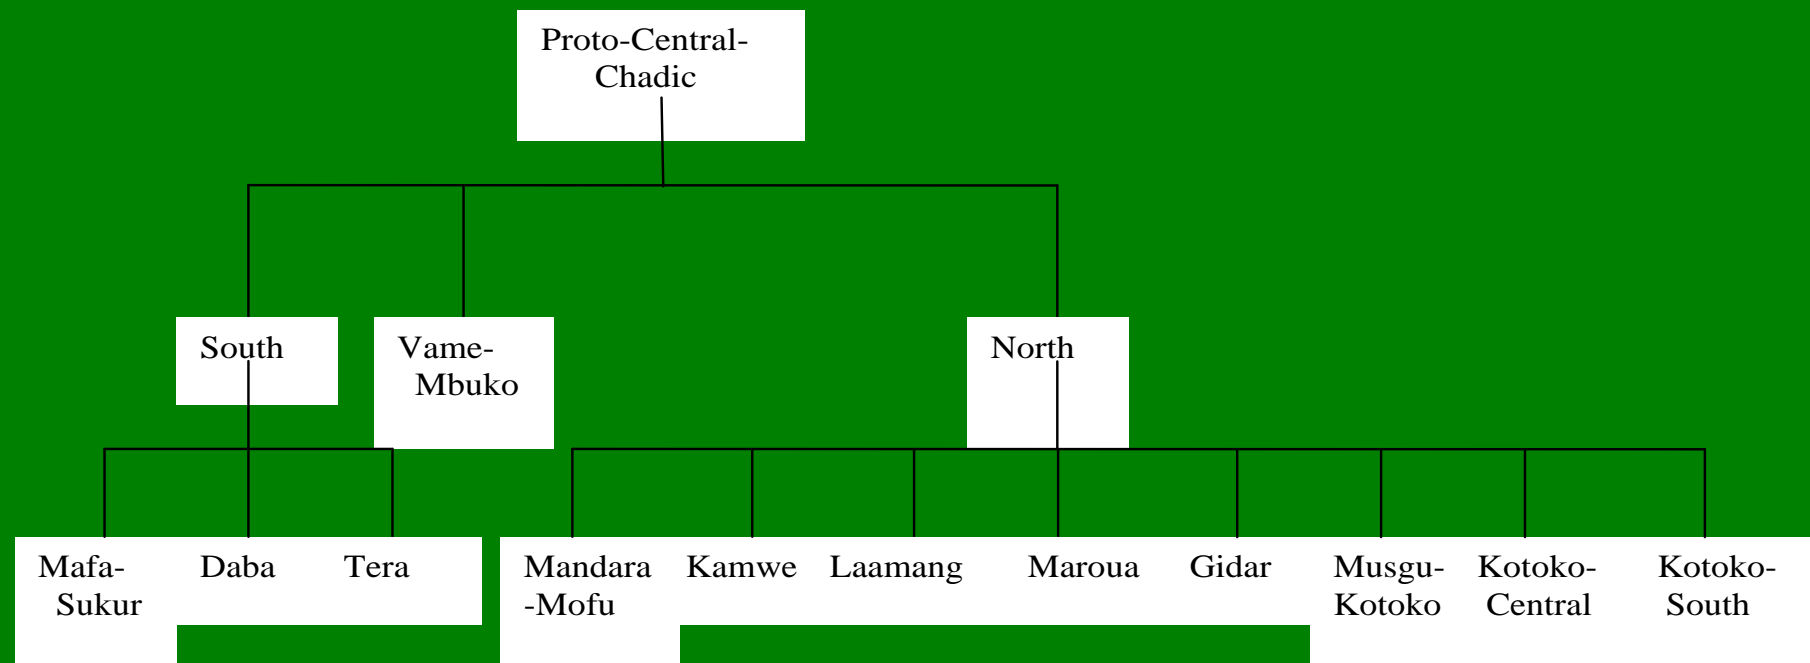 Proto-Central-
Chadic
South
Vame-
Mbuko
North
Mafa-
Sukur
Daba
Tera
Mandara
-Mofu
Kamwe
Laamang
Maroua
Gidar
Musgu-
Kotoko
Kotoko-
Central
Kotoko-
South